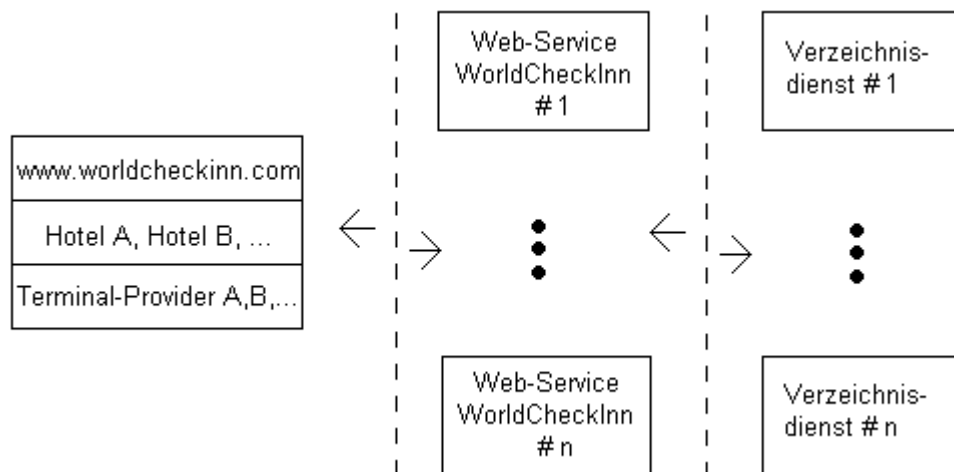 Web-Service
WorldCheckInn
#1
Verzeichnis-
dienst #1
www.worldcheckinn.com
Hotel A, Hotel B, ...
Terminal-Provider A,B,...
Web-Service
WorldCheckInn
#n
Verzeichnis-
dienst #n